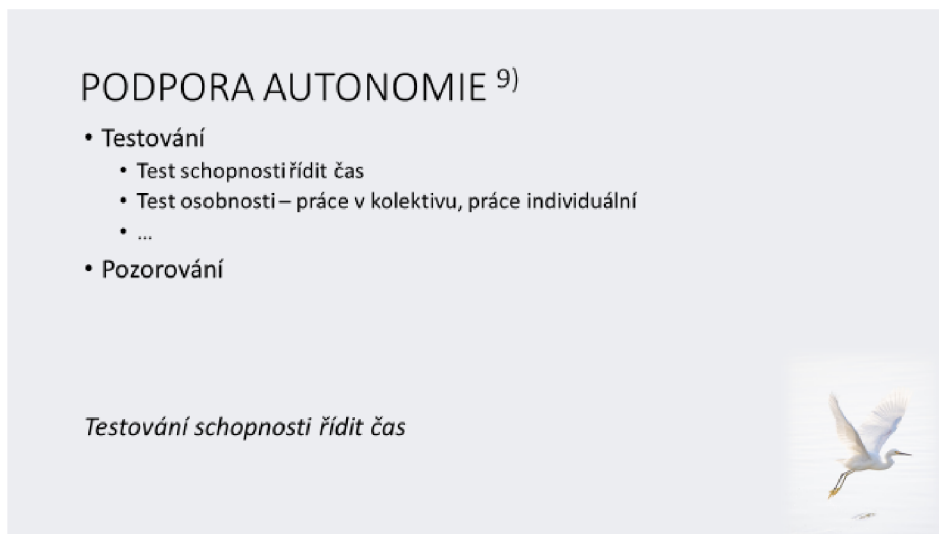 PODPORA AUTONOMIE 9)
• Testování
• Test schopnosti řídit čas
• Test osobnosti – práce v kolektivu, práce individuální
• ...
• Pozorování
Testování schopnosti řídit čas